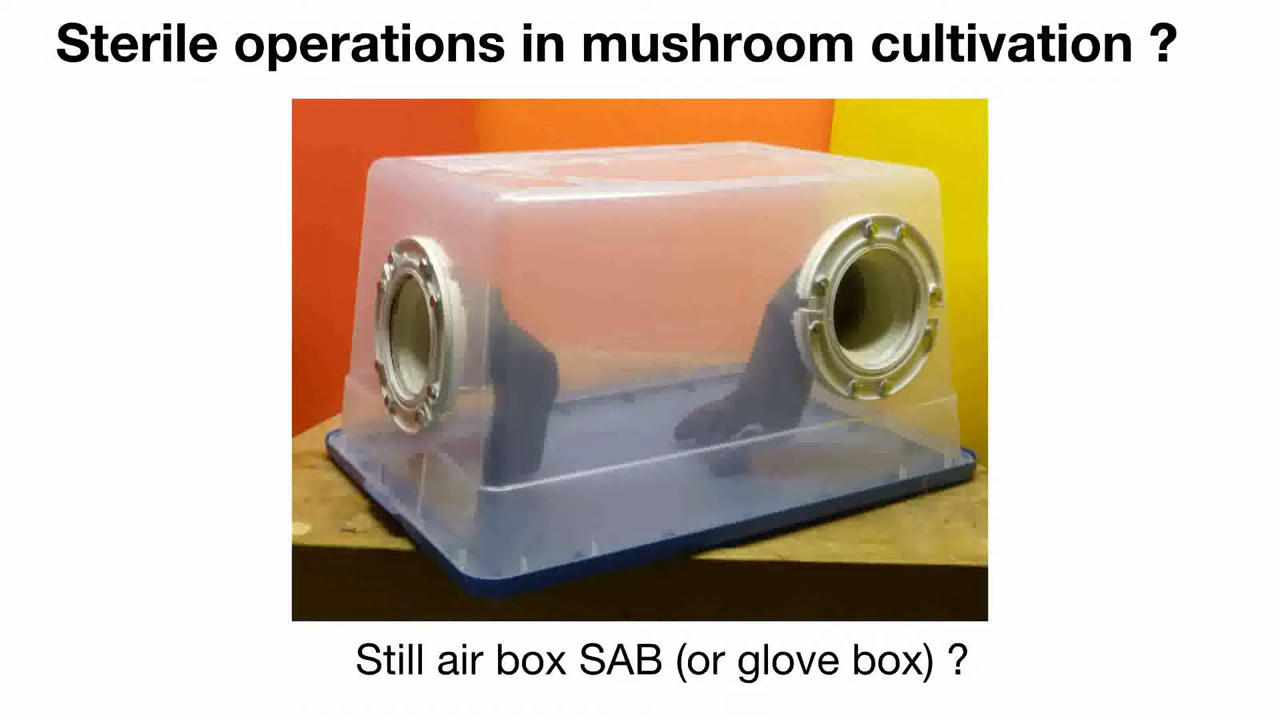 Sterile operations in mushroom cultivation ?
Still air box SAB (or glove box) ?